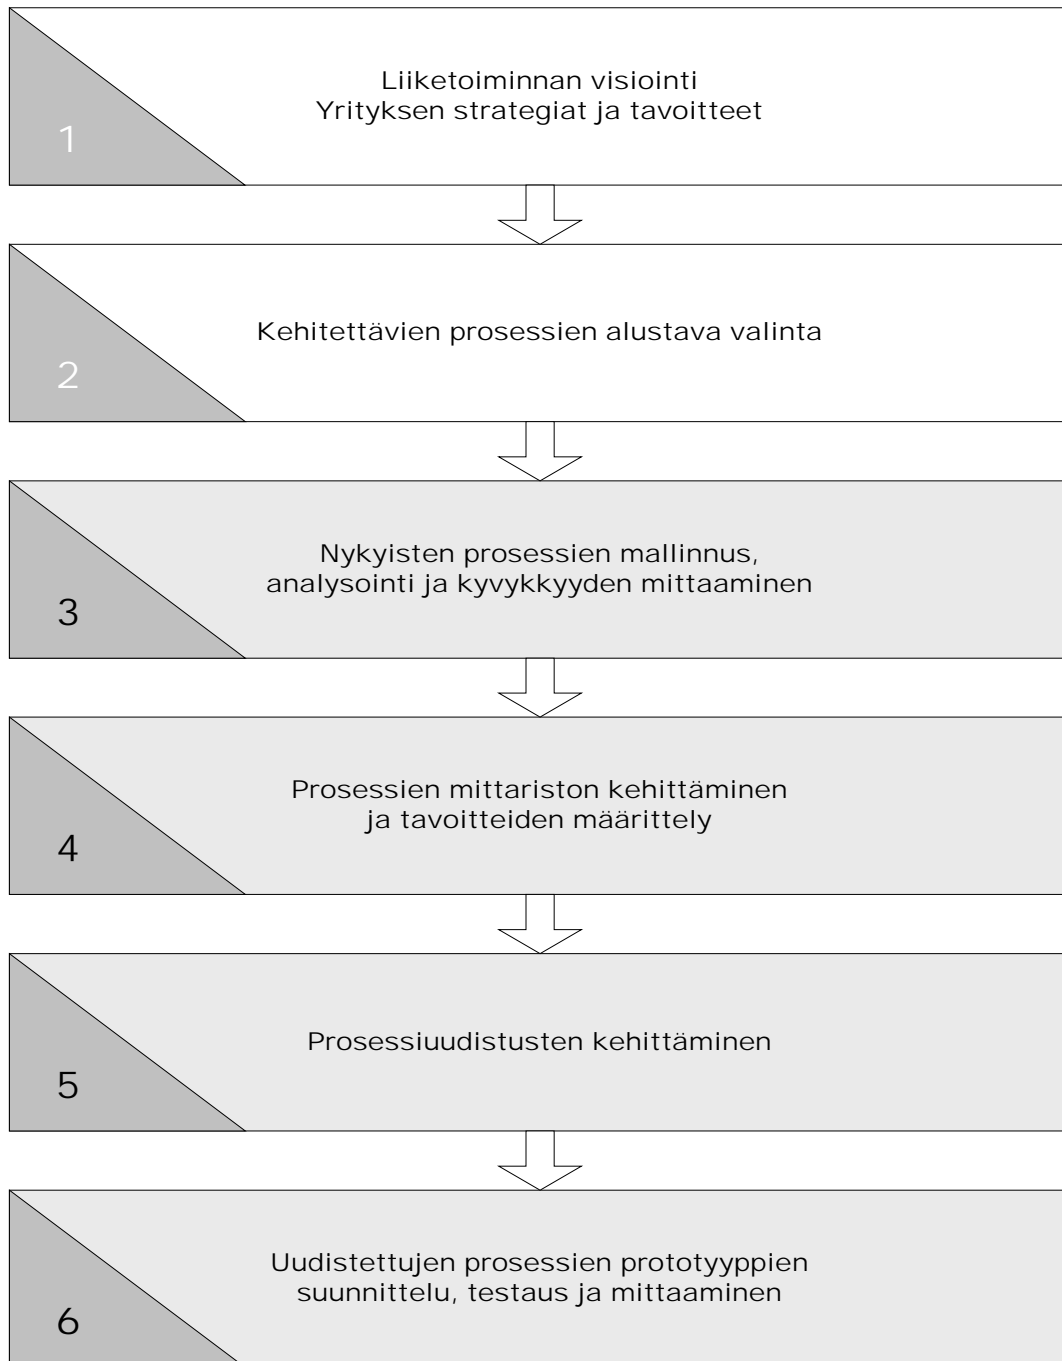 Liiketoiminnan visiointi
Yrityksen strategiat ja tavoitteet
1
Kehitettävien prosessien alustava valinta
2
Nykyisten prosessien mallinnus,
analysointi ja kyvykkyyden mittaaminen
3
Prosessien mittariston kehittäminen
ja tavoitteiden määrittely
4
Prosessiuudistusten kehittäminen
5
Uudistettujen prosessien prototyyppien
suunnittelu, testaus ja mittaaminen
6